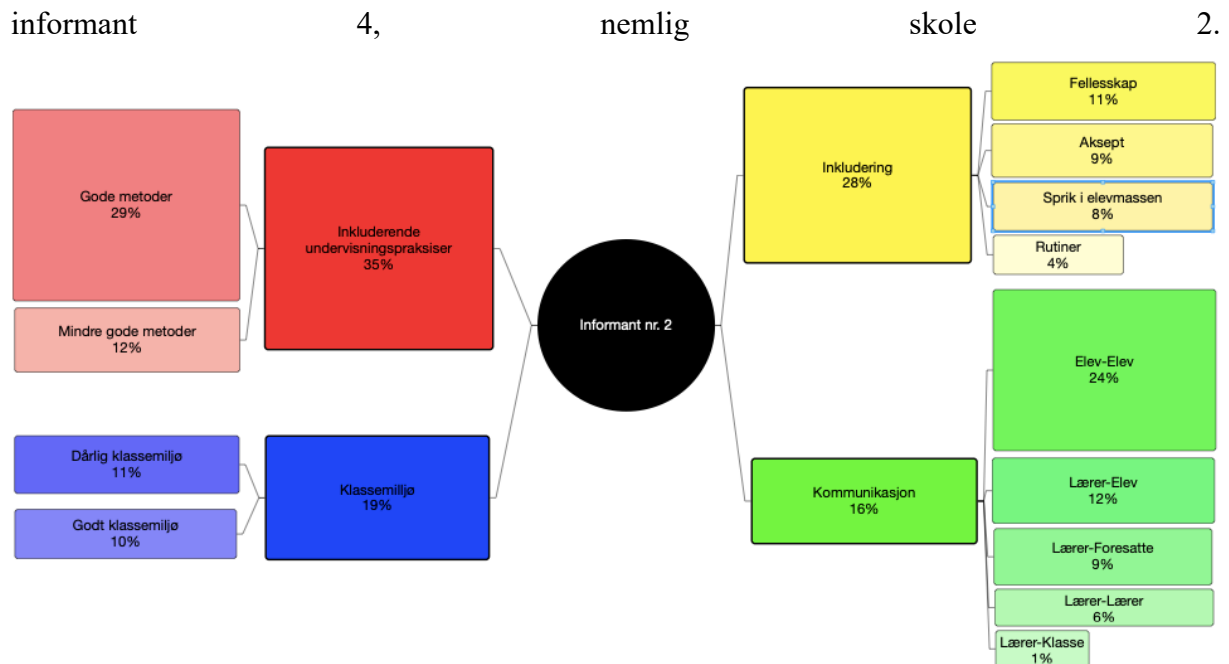 informant 4, nemlig skole 2.
Gode metoder
29%
Mindre gode metoder
12%
Inkluderende
undervisningspraksiser
35%
Dårlig klassemiljø
11%
Godt klassemiljø
10%
Klassemilljø
19%
Informant nr. 2
Inkludering
28%
Fellesskap
11%
Aksept
9%
Sprik i elevmassen
8%
Rutiner
4%
Kommunikasjon
16%
Elev-Elev
24%
Lærer-Elev
12%
Lærer-Foresatte
9%
Lærer-Lærer
6%
Lærer-Klasse
1%